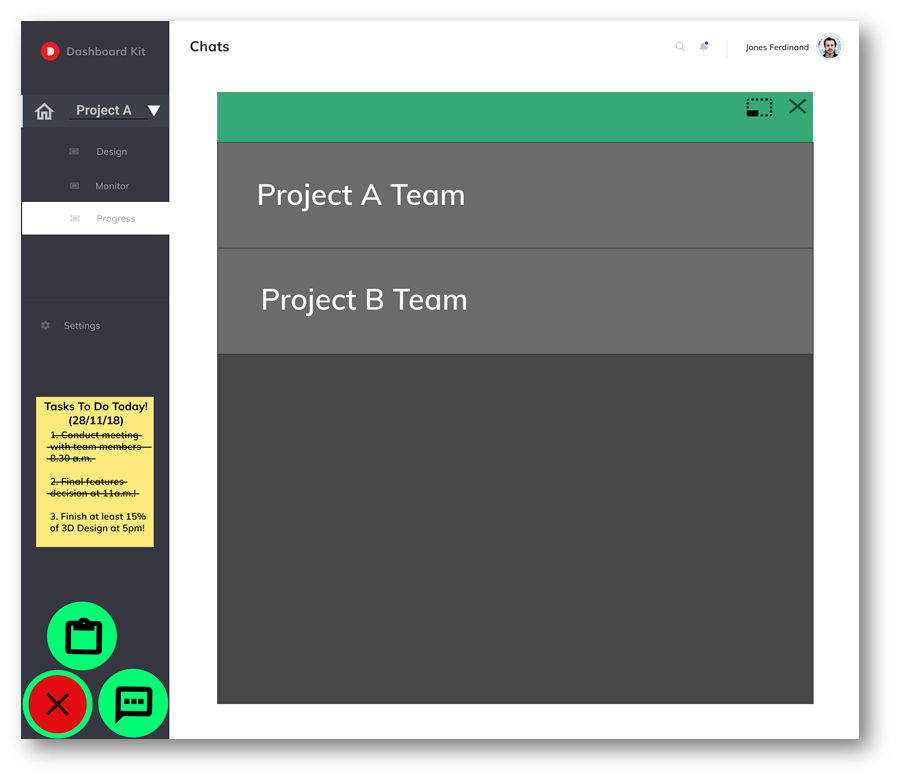 Dashboard Kit
Chats
Jones Ferdinand
Project A
Design
Monitor
Progress
Settings
Project A Team
Project B Team
Tasks To Do Today!
(28/11/18)
1. Conduct meeting
with team members
8.30 a.m.
2. Final features
decision at 11a.m.!
3. Finish at least 15%
of 3D Design at 5pm!